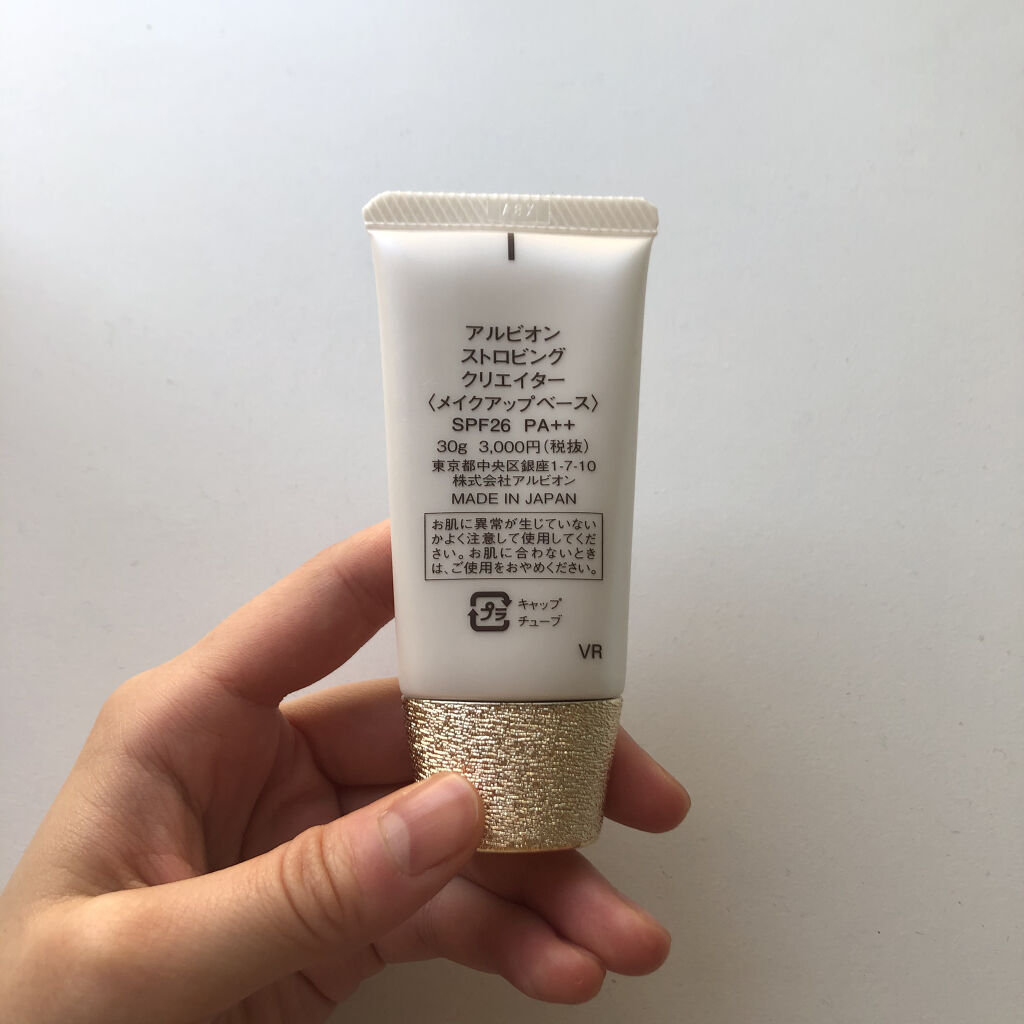 アルビオン
ストロビング
クリエイター
〈メイクアップベース〉
SPF26 PA++
30g 3,000円(税抜)
東京都中央区銀座1-7-10
株式会社アルビオン
MADE IN JAPAN
お肌に異常が生じていない
かよく注意して使用してくだ
さい。お肌に合わないとき
は、ご使用をおやめください。
プラ
キャップ
チューブ
VR